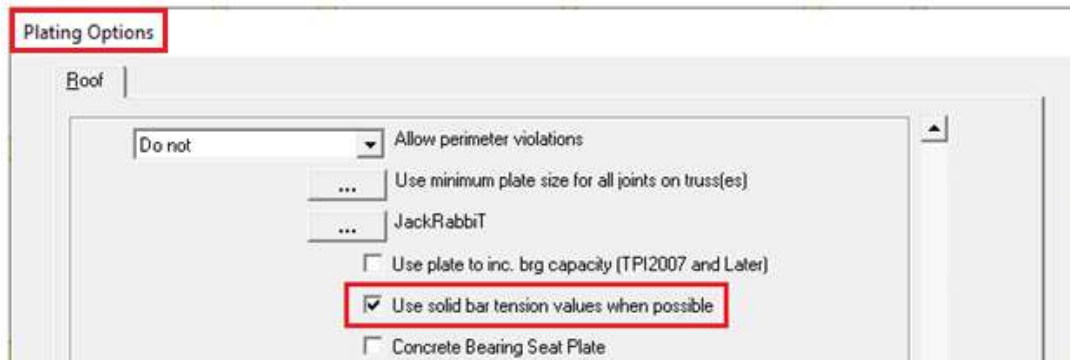 Plating Options
Roof
Do not Allow perimeter violations
... Use minimum plate size for all joints on truss(es)
... JackRabbiT
Use plate to inc. brg capacity (TPI2007 and Later)
Use solid bar tension values when possible
Concrete Bearing Seat Plate